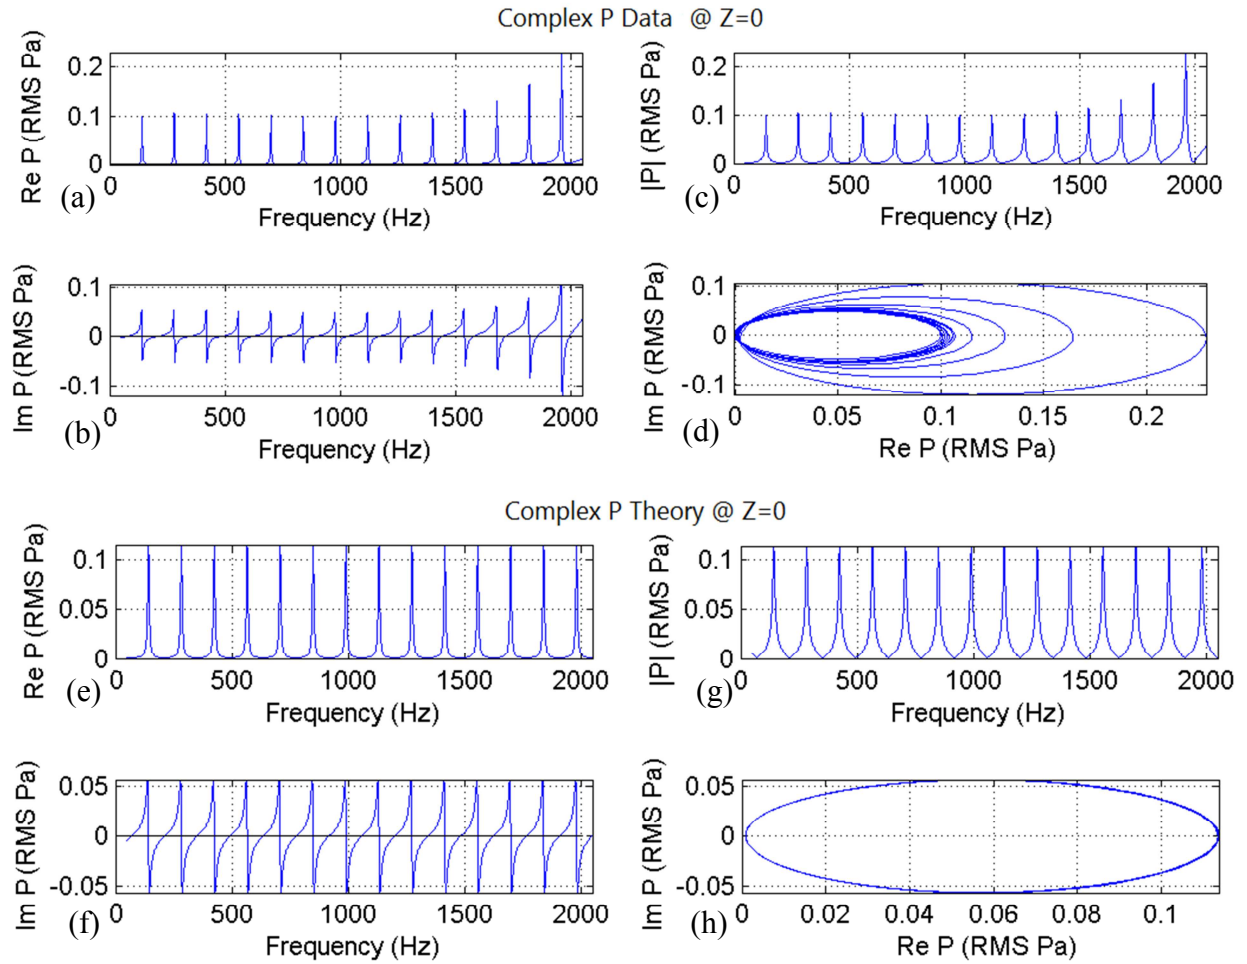 Complex P Data @ Z=0
Re P (RMS Pa)
0.2
0.1
0
0 500 1000 1500 2000
(a)
Frequency (Hz)
|P| (RMS Pa)
0.2
0.1
0
0 500 1000 1500 2000
(c)
Frequency (Hz)
Im P (RMS Pa)
0.1
0
-0.1
0 500 1000 1500 2000
(b)
Frequency (Hz)
Im P (RMS Pa)
0.1
0
-0.1
0 0.05 0.1 0.15 0.2
(d)
Re P (RMS Pa)
Complex P Theory @ Z=0
Re P (RMS Pa)
0.1
0.05
0
0 500 1000 1500 2000
(e)
Frequency (Hz)
|P| (RMS Pa)
0.1
0.05
0
0 500 1000 1500 2000
(g)
Frequency (Hz)
Im P (RMS Pa)
0.05
0
-0.05
0 500 1000 1500 2000
(f)
Frequency (Hz)
Im P (RMS Pa)
0.05
0
-0.05
0 0.02 0.04 0.06 0.08 0.1
(h)
Re P (RMS Pa)